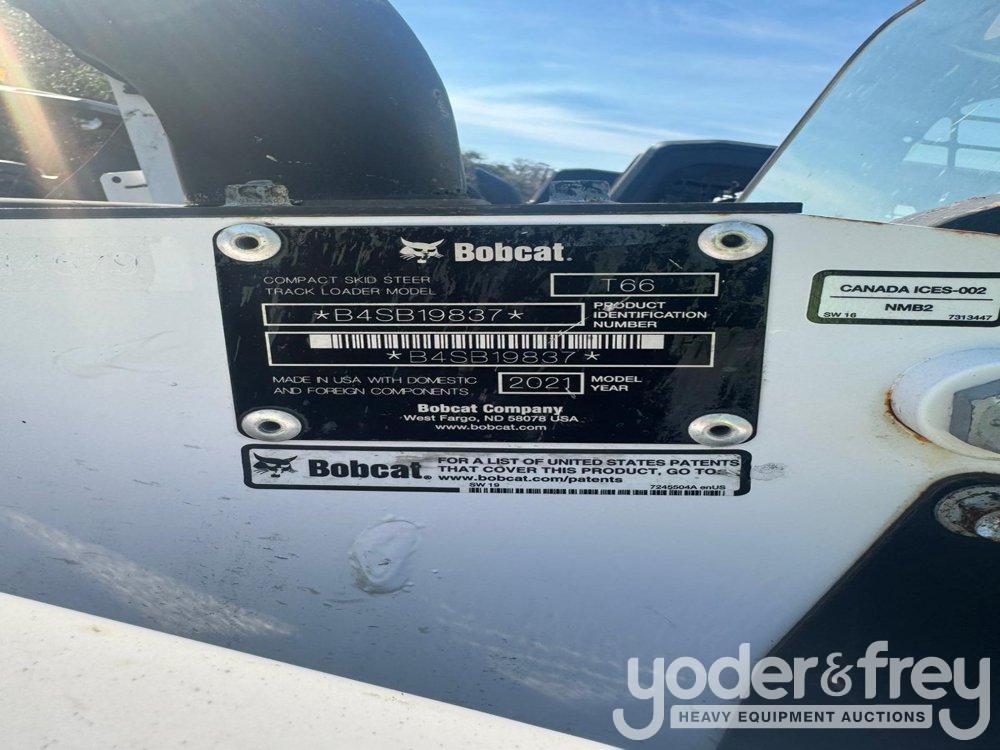 Bobcat.
COMPACT SKID STEER
TRACK LOADER MODEL
T66
*B4SB19837*
PRODUCT
IDENTIFICATION
NUMBER
*B4SB19837*
MADE IN USA WITH DOMESTIC
AND FOREIGN COMPONENTS
2021
MODEL
YEAR
Bobcat Company
West Fargo, ND 58078 USA
www.bobcat.com
Bobcat®
FOR A LIST OF UNITED STATES PATENTS
THAT COVER THIS PRODUCT, GO TO:
www.bobcat.com/patents
SW 19 7245504A enUS
CANADA ICES-002
NMB2
SW 16 7313447
yoder&frey
HEAVY EQUIPMENT AUCTIONS